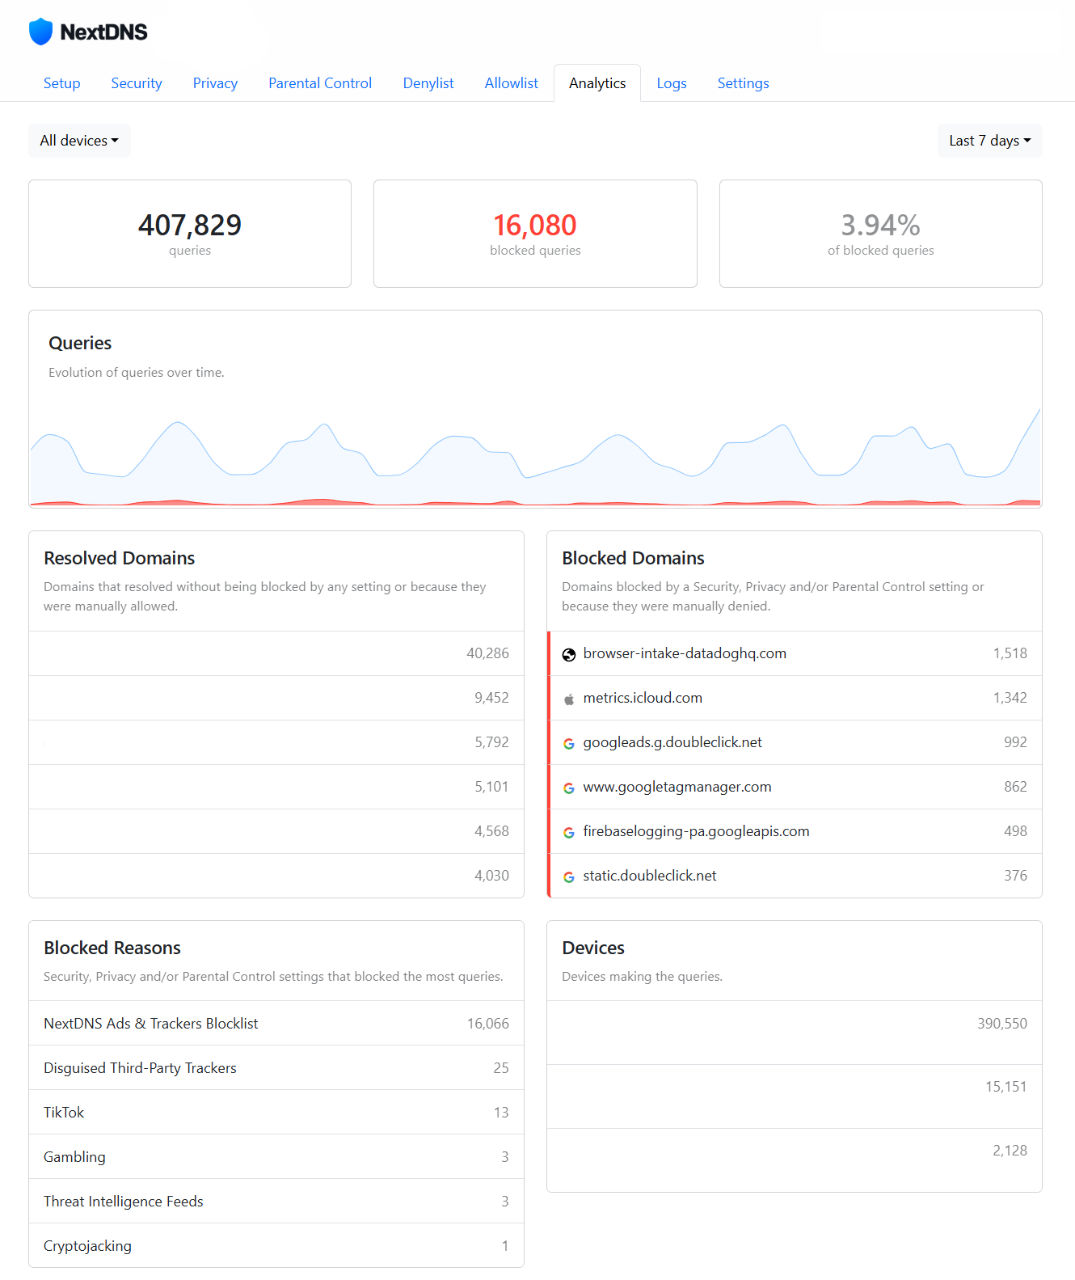 NextDNS
Setup Security Privacy Parental Control Denylist Allowlist Analytics Logs Settings
All devices Last 7 days
407,829
queries
16,080
blocked queries
3.94%
of blocked queries
Queries
Evolution of queries over time.
Resolved Domains
Domains that resolved without being blocked by any setting or because they
were manually allowed.
40,286
9,452
5,792
5,101
4,568
4,030
Blocked Domains
Domains blocked by a Security, Privacy and/or Parental Control setting or
because they were manually denied.
browser-intake-datadoghq.com 1,518
metrics.icloud.com 1,342
googleads.g.doubleclick.net 992
www.googletagmanager.com 862
firebaselogging-pa.googleapis.com 498
static.doubleclick.net 376
Blocked Reasons
Security, Privacy and/or Parental Control settings that blocked the most queries.
NextDNS Ads & Trackers Blocklist 16,066
Disguised Third-Party Trackers 25
TikTok 13
Gambling 3
Threat Intelligence Feeds 3
Cryptojacking 1
Devices
Devices making the queries.
390,550
15,151
2,128